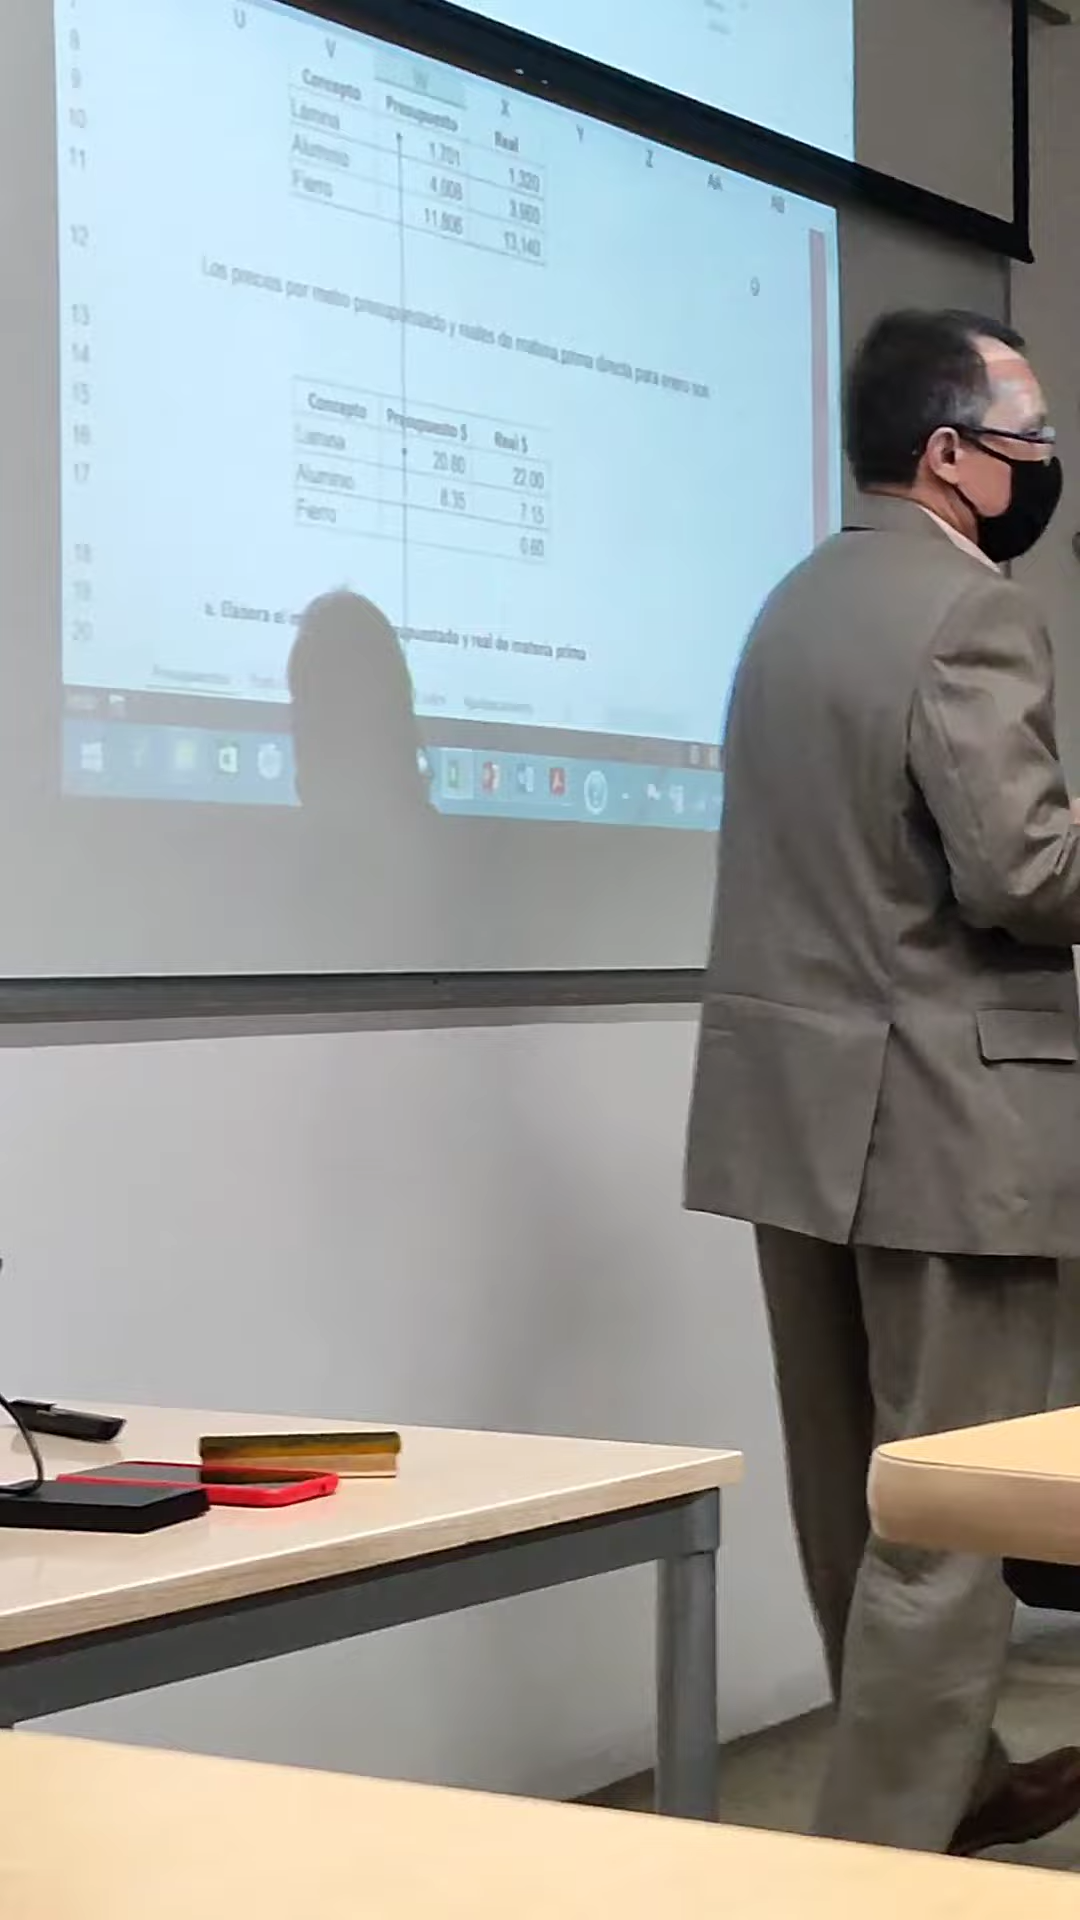 U V W X Y Z AA AB
8
9
10
11
12
13
14
15
16
17
18
19
20
Concepto Presupuesto Real
Lámina 1,701 1,320
Aluminio 4,008 3,960
Fierro 11,806 13,140
Los precios por metro presupuestado y reales de materia prima directa para enero son
Concepto Presupuesto $ Real $
Lámina 20.80 22.00
Aluminio 8.35 7.15
Fierro 0.60
a. Elabora el presupuestado y real de materia prima